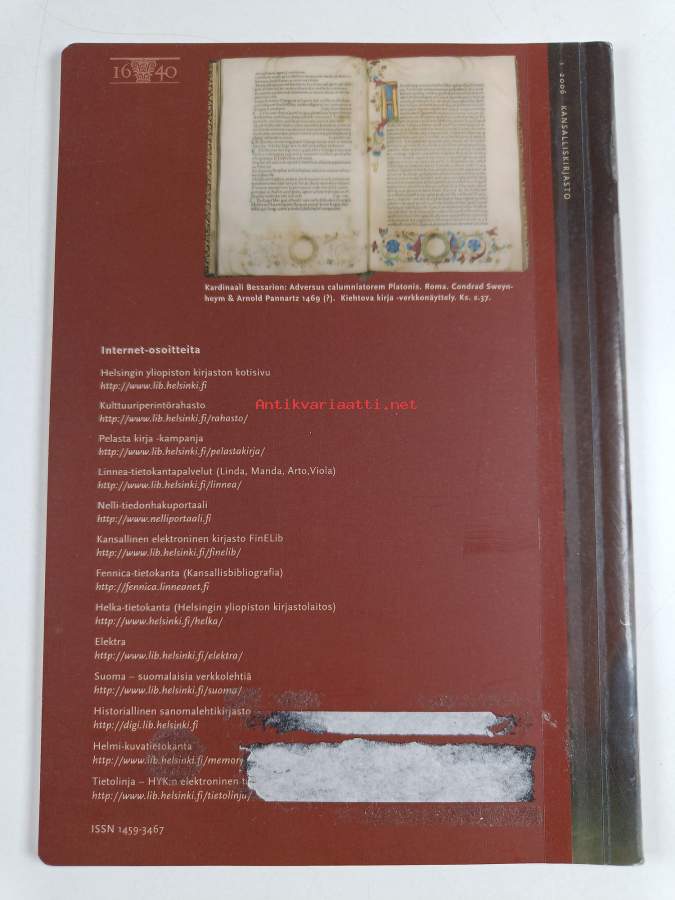 16 40
1 2006 KANSALLISKIRJASTO
Kardinaali Bessarion: Adversus calumniatorem Platonis. Roma. Condrad Sweyn-
heym & Arnold Pannartz 1469 (?). Kiehtova kirja -verkkonäyttely. Ks. s.37.
Internet-osoitteita
Helsingin yliopiston kirjaston kotisivu
http://www.lib.helsinki.fi
Kulttuuriperintörahasto
http://www.lib.helsinki.fi/rahasto/
Antikvariaatti.net
Pelasta kirja -kampanja
http://www.lib.helsinki.fi/pelastakirja/
Linnea-tietokantapalvelut (Linda, Manda, Arto,Viola)
http://www.lib.helsinki.fi/linnea/
Nelli-tiedonhakuportaali
http://www.nelliportaali.fi
Kansallinen elektroninen kirjasto FinELib
http://www.lib.helsinki.fi/finelib/
Fennica-tietokanta (Kansallisbibliografia)
http://fennica.linneanet.fi
Helka-tietokanta (Helsingin yliopiston kirjastolaitos)
http://www.helsinki.fi/helka/
Elektra
http://www.lib.helsinki.fi/elektra/
Suoma – suomalaisia verkkolehtiä
http://www.lib.helsinki.fi/suoma/
Historiallinen sanomalehtikirjasto
http://digi.lib.helsinki.fi
Helmi-kuvatietokanta
http://www.lib.helsinki.fi/memor
Tietolinja – HYK:n elektroninen
http://www.lib.helsinki.fi/tietolinja/
ISSN 1459-3467